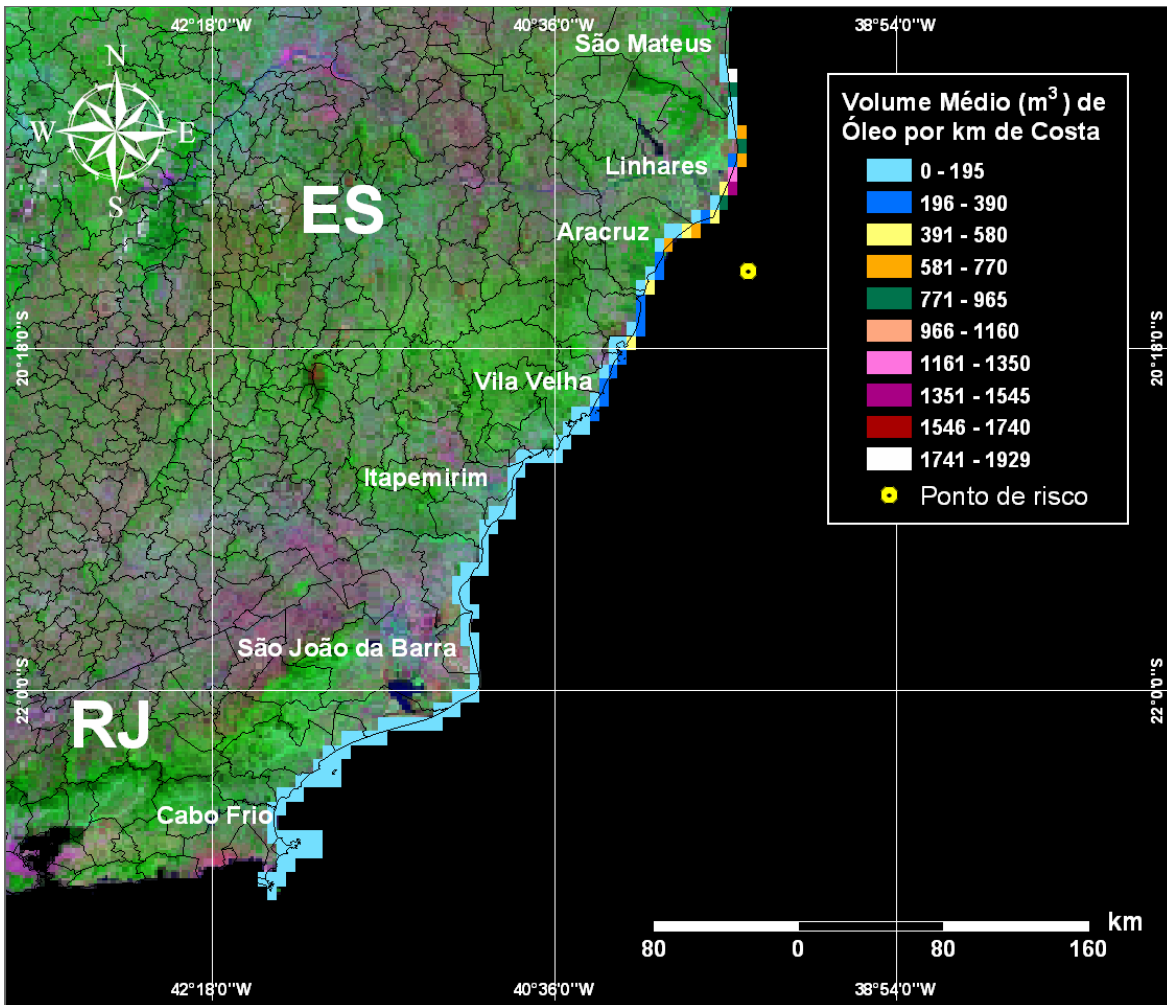 42°18'0"W
40°36'0"W
38°54'0"W
São Mateus
N
W
E
S
Volume Médio (m³) de
Óleo por km de Costa
0 - 195
196 - 390
391 - 580
581 - 770
771 - 965
966 - 1160
1161 - 1350
1351 - 1545
1546 - 1740
1741 - 1929
Ponto de risco
Linhares
ES
Aracruz
20°18'0"S
20°18'0"S
Vila Velha
Itapemirim
São João da Barra
22°0'0"S
22°0'0"S
RJ
Cabo Frio
km
80
0
80
160
42°18'0"W
40°36'0"W
38°54'0"W